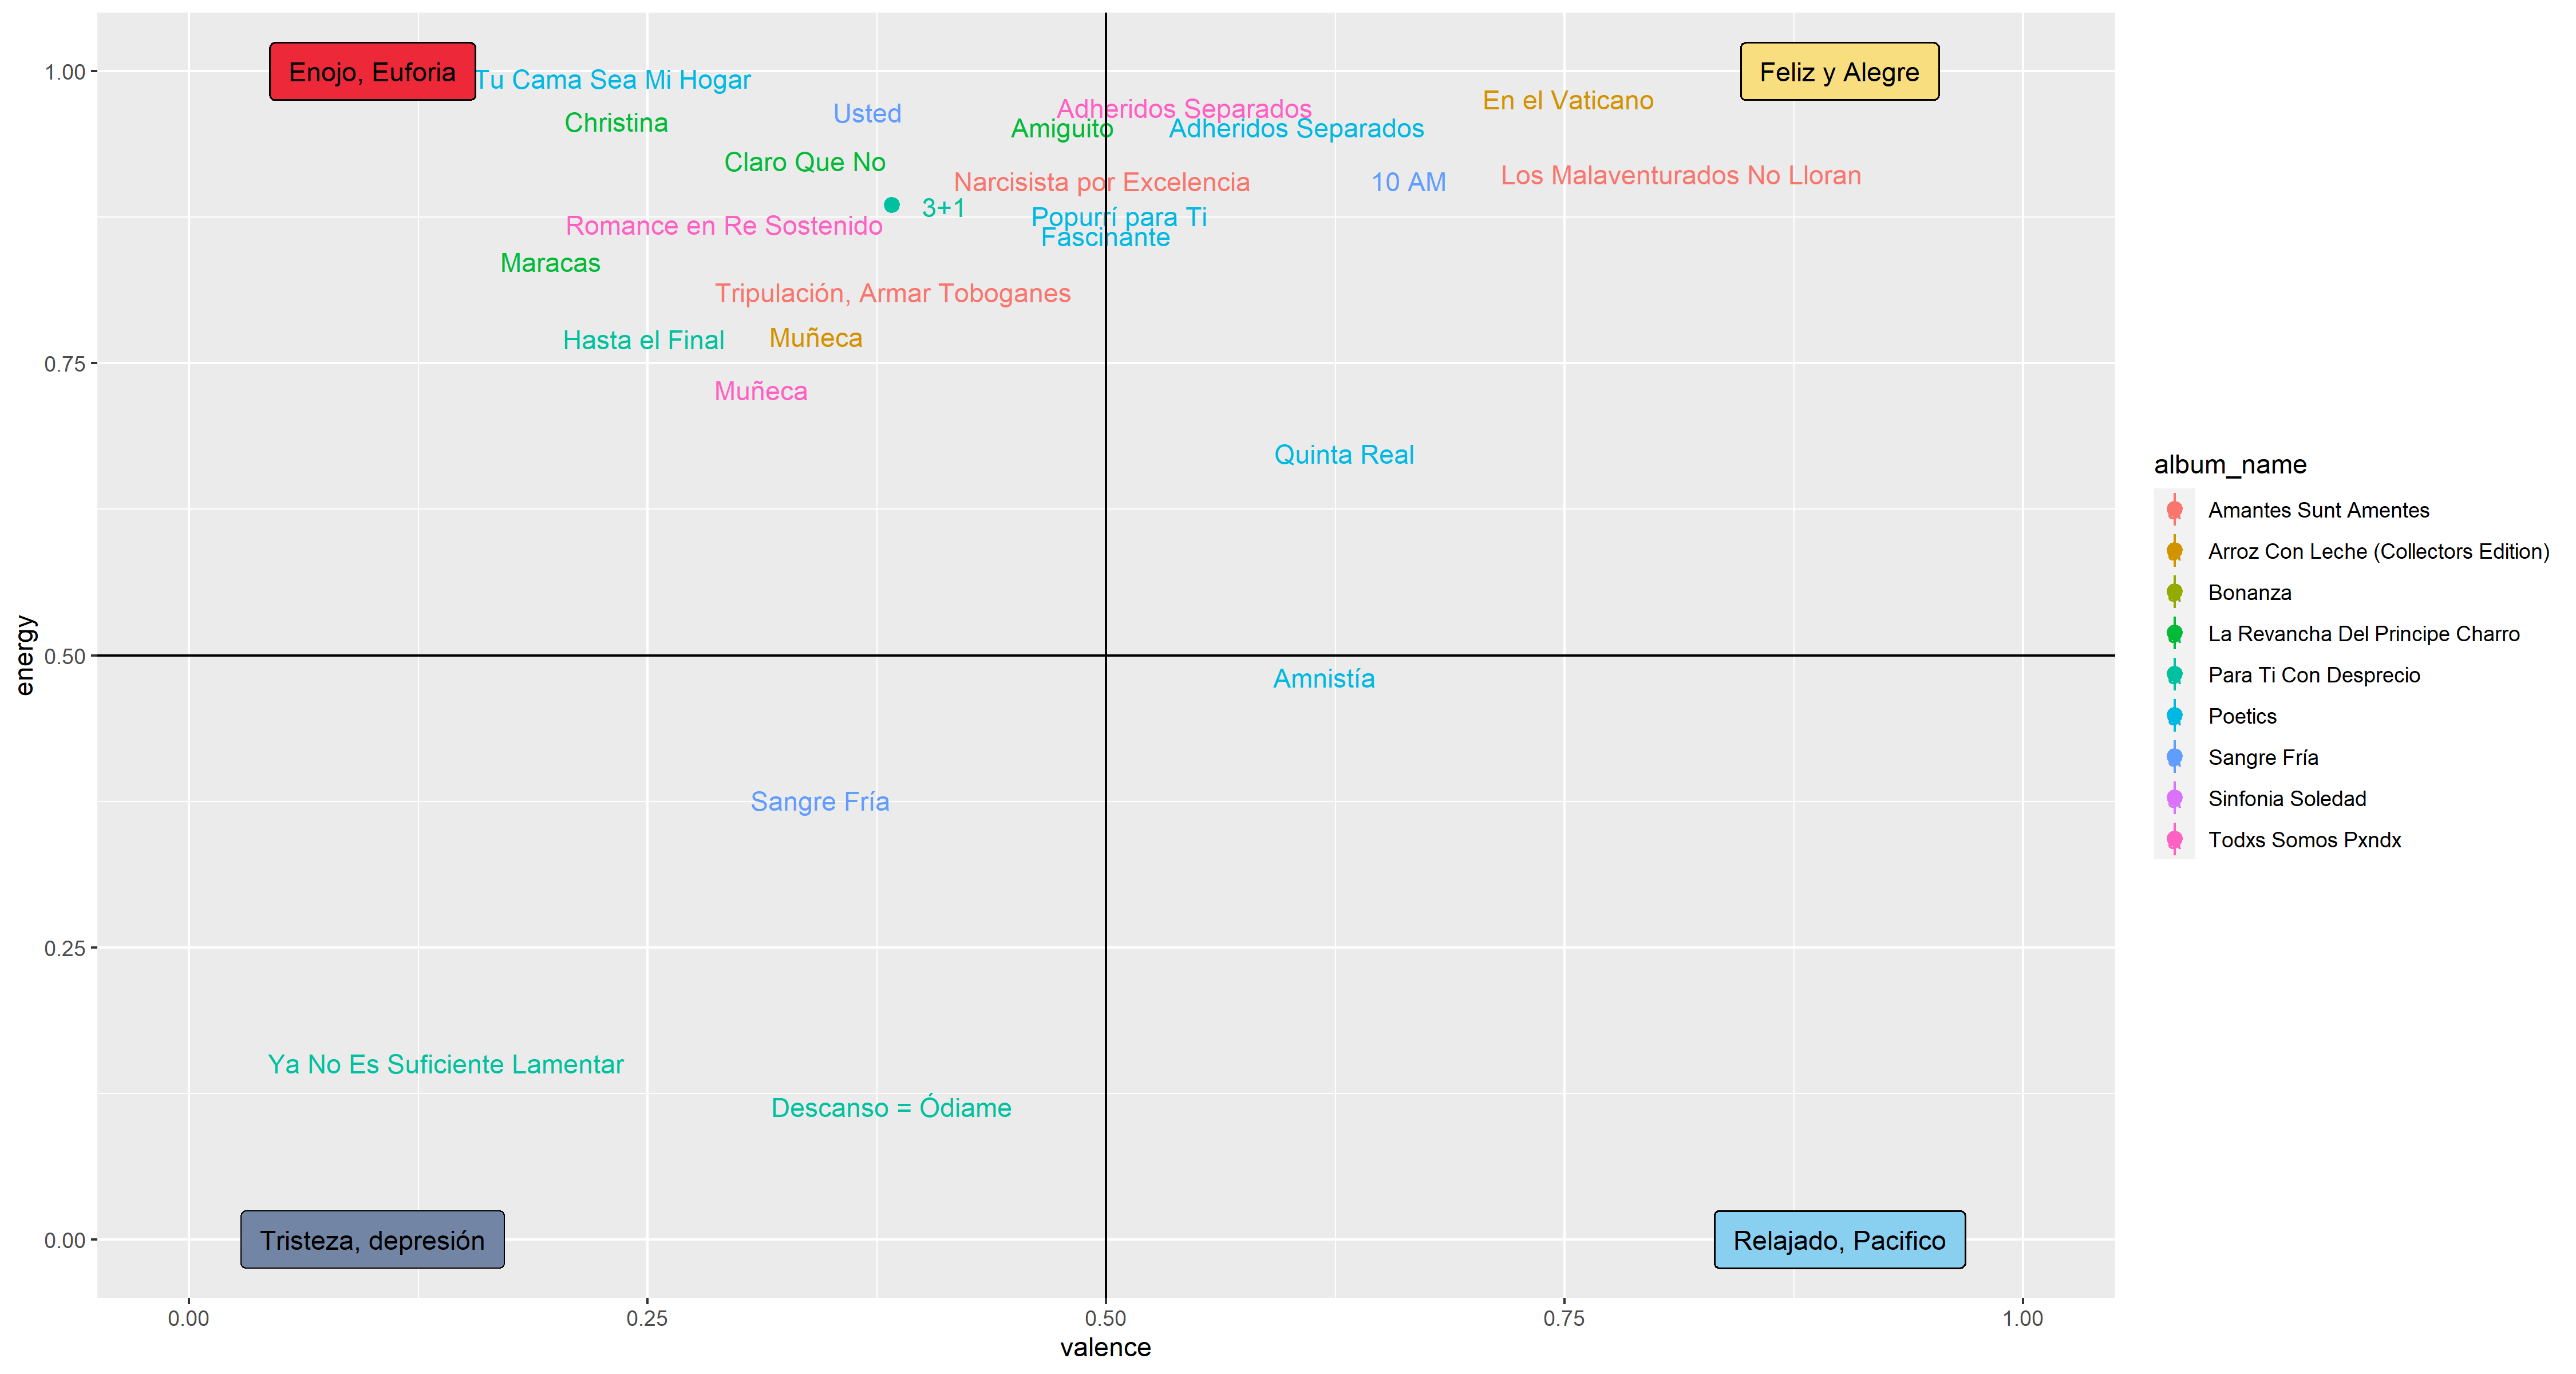 1.00
Enojo, Euforia
Tu Cama Sea Mi Hogar
Feliz y Alegre
Christina
Usted
Adheridos Separados
Amiguito
Adheridos Separados
En el Vaticano
Claro Que No
Narcisista por Excelencia
10 AM
Los Malaventurados No Lloran
3+1
Romance en Re Sostenido
Popurrí para Ti
Fascinante
Maracas
Tripulación, Armar Toboganes
Hasta el Final
Muñeca
0.75
Muñeca
Quinta Real
energy
0.50
Amnistía
Sangre Fría
0.25
Ya No Es Suficiente Lamentar
Descanso = Ódiame
0.00
Tristeza, depresión
Relajado, Pacifico
0.00
0.25
0.50
0.75
1.00
valence
album_name
Amantes Sunt Amentes
Arroz Con Leche (Collectors Edition)
Bonanza
La Revancha Del Principe Charro
Para Ti Con Desprecio
Poetics
Sangre Fría
Sinfonia Soledad
Todxs Somos Pxndx